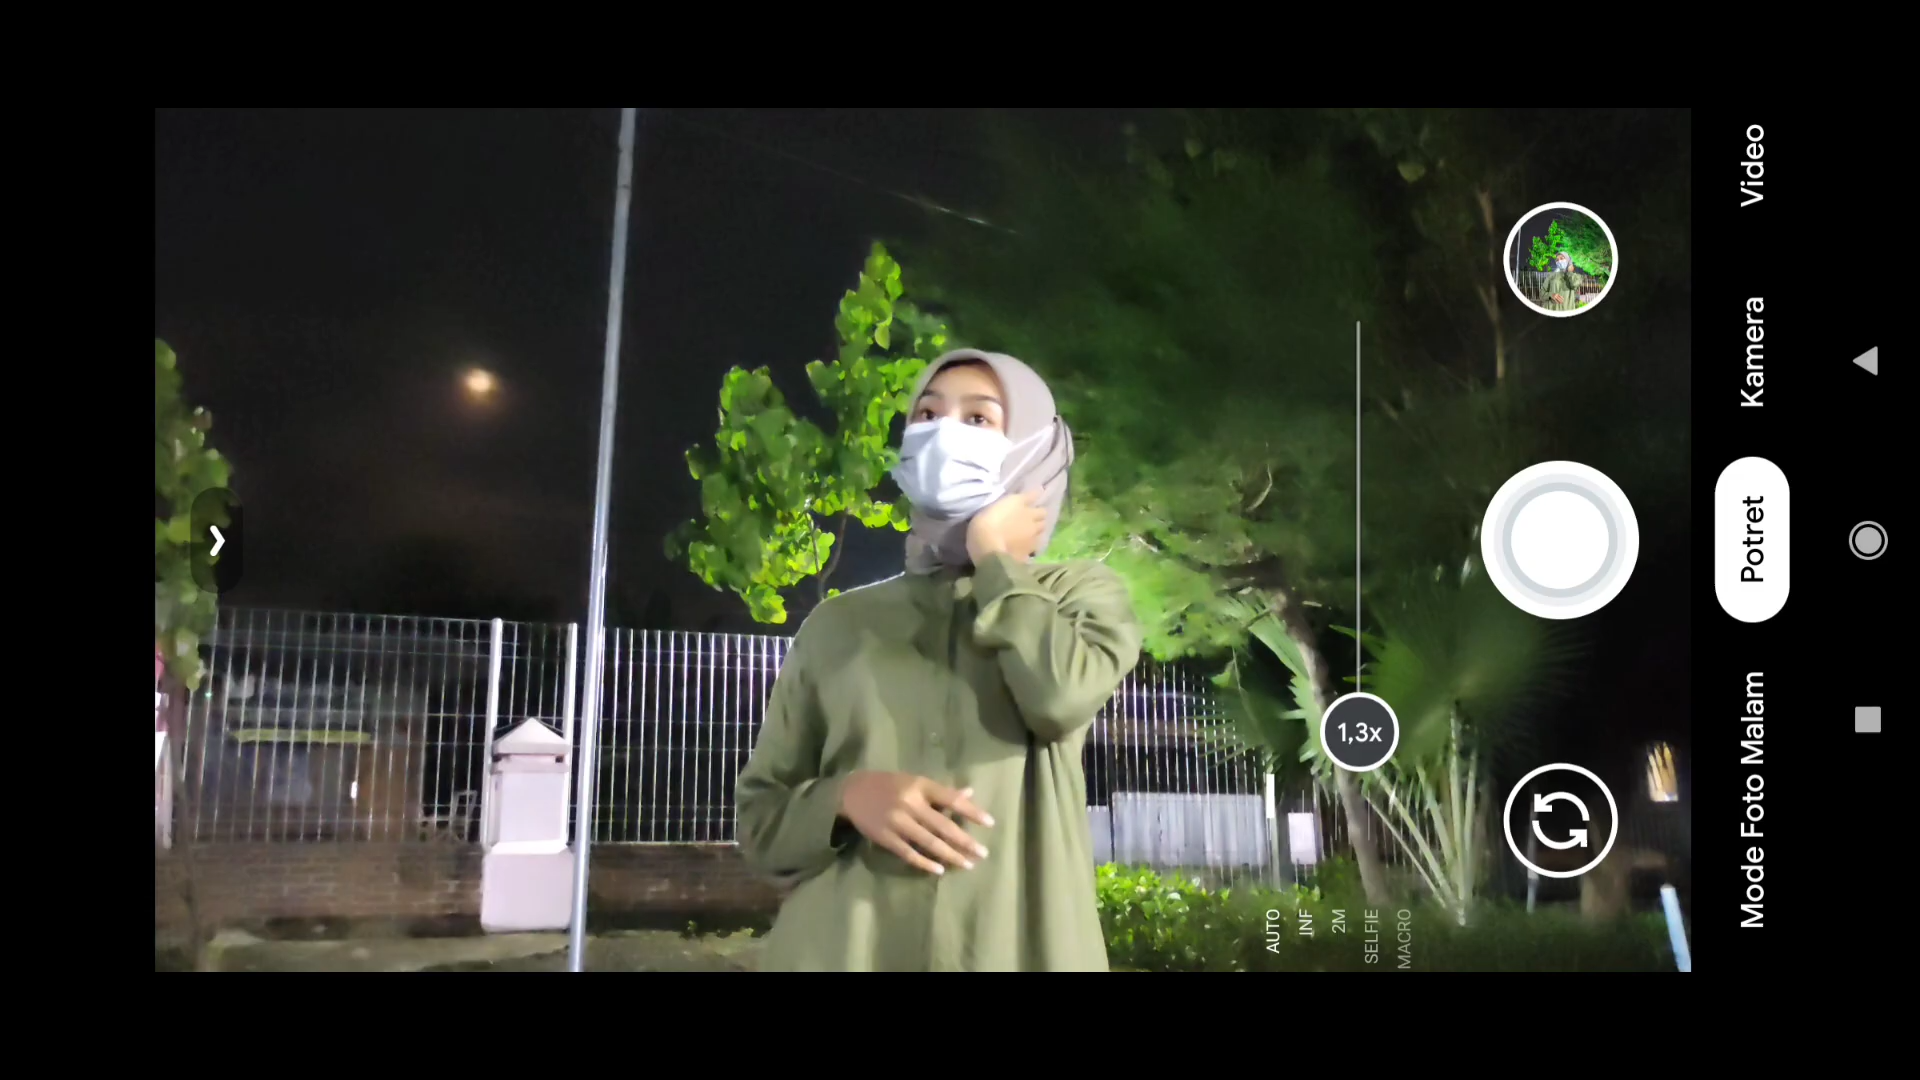 Video
Kamera
Potret
Mode Foto Malam
1,3x
AUTO
INF
2M
SELFIE
MACRO